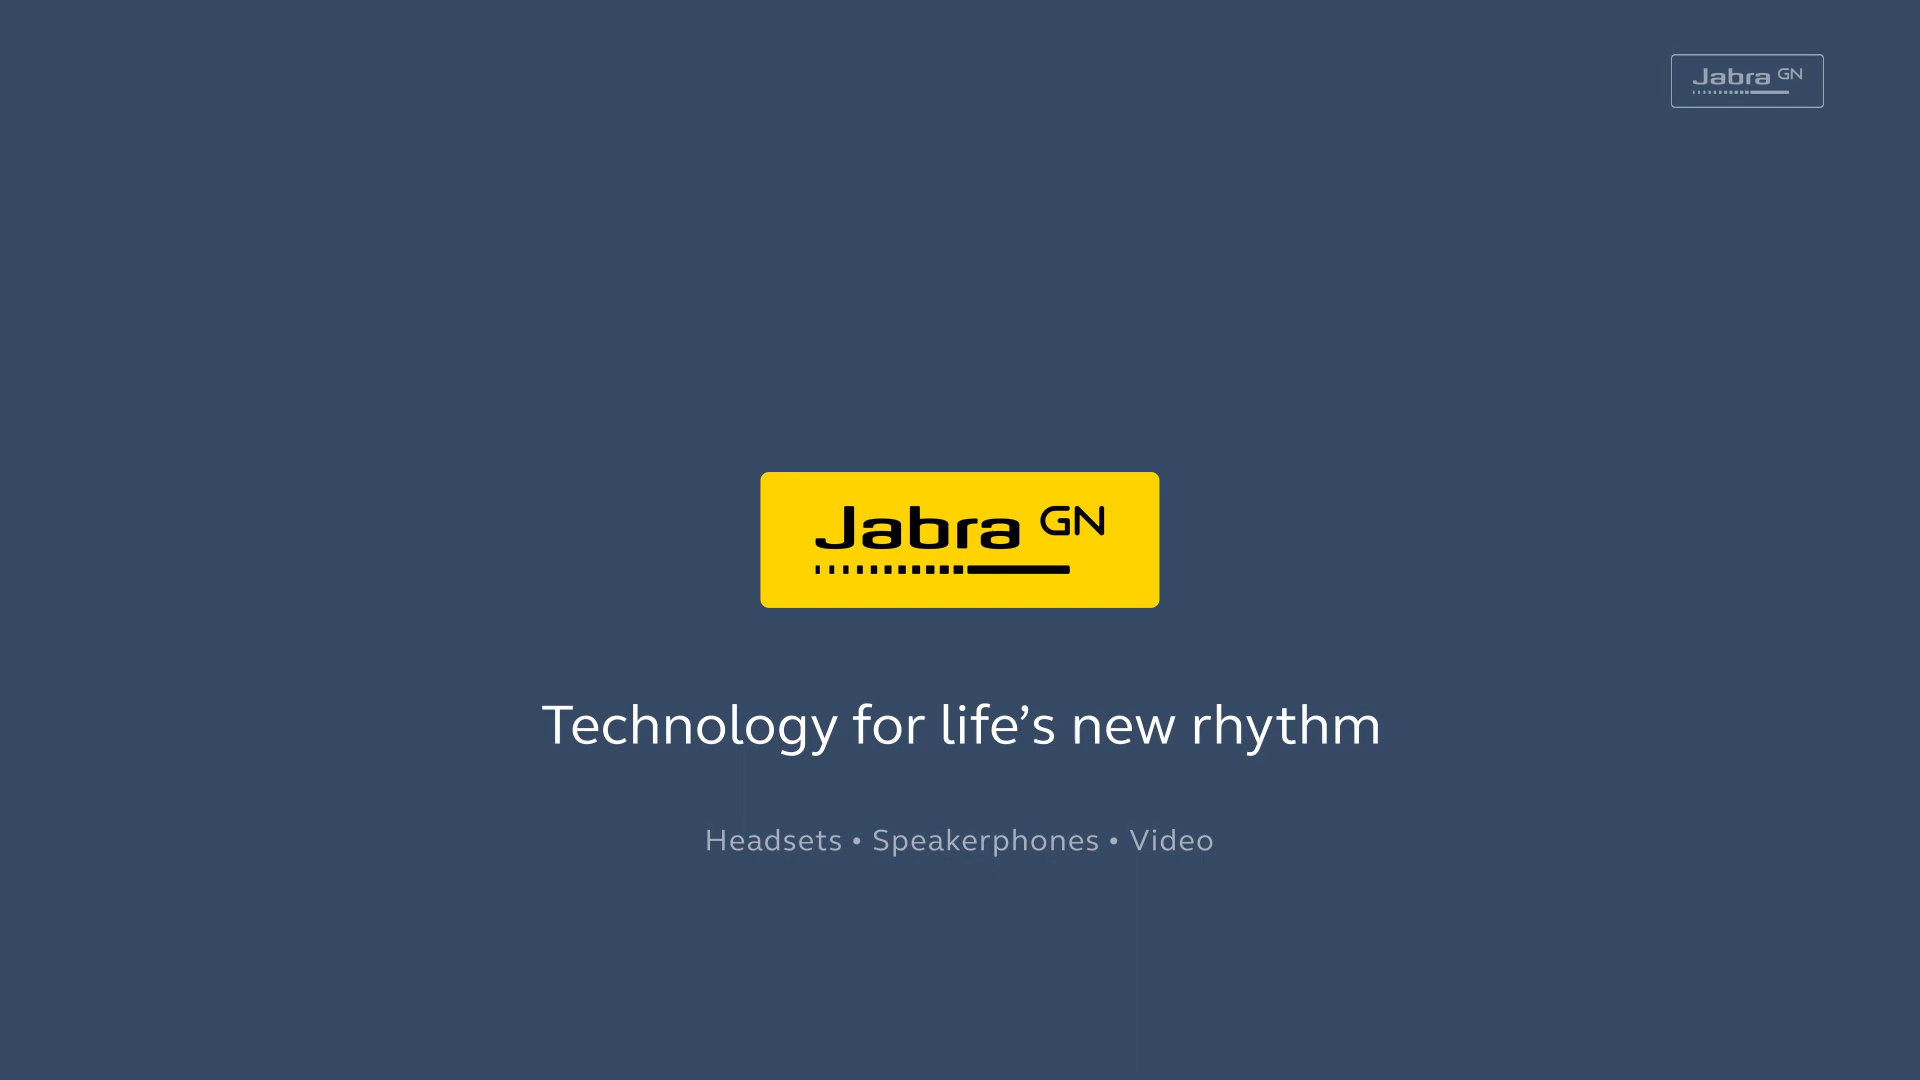 Jabra GN
Jabra GN
Technology for life’s new rhythm
Headsets • Speakerphones • Video